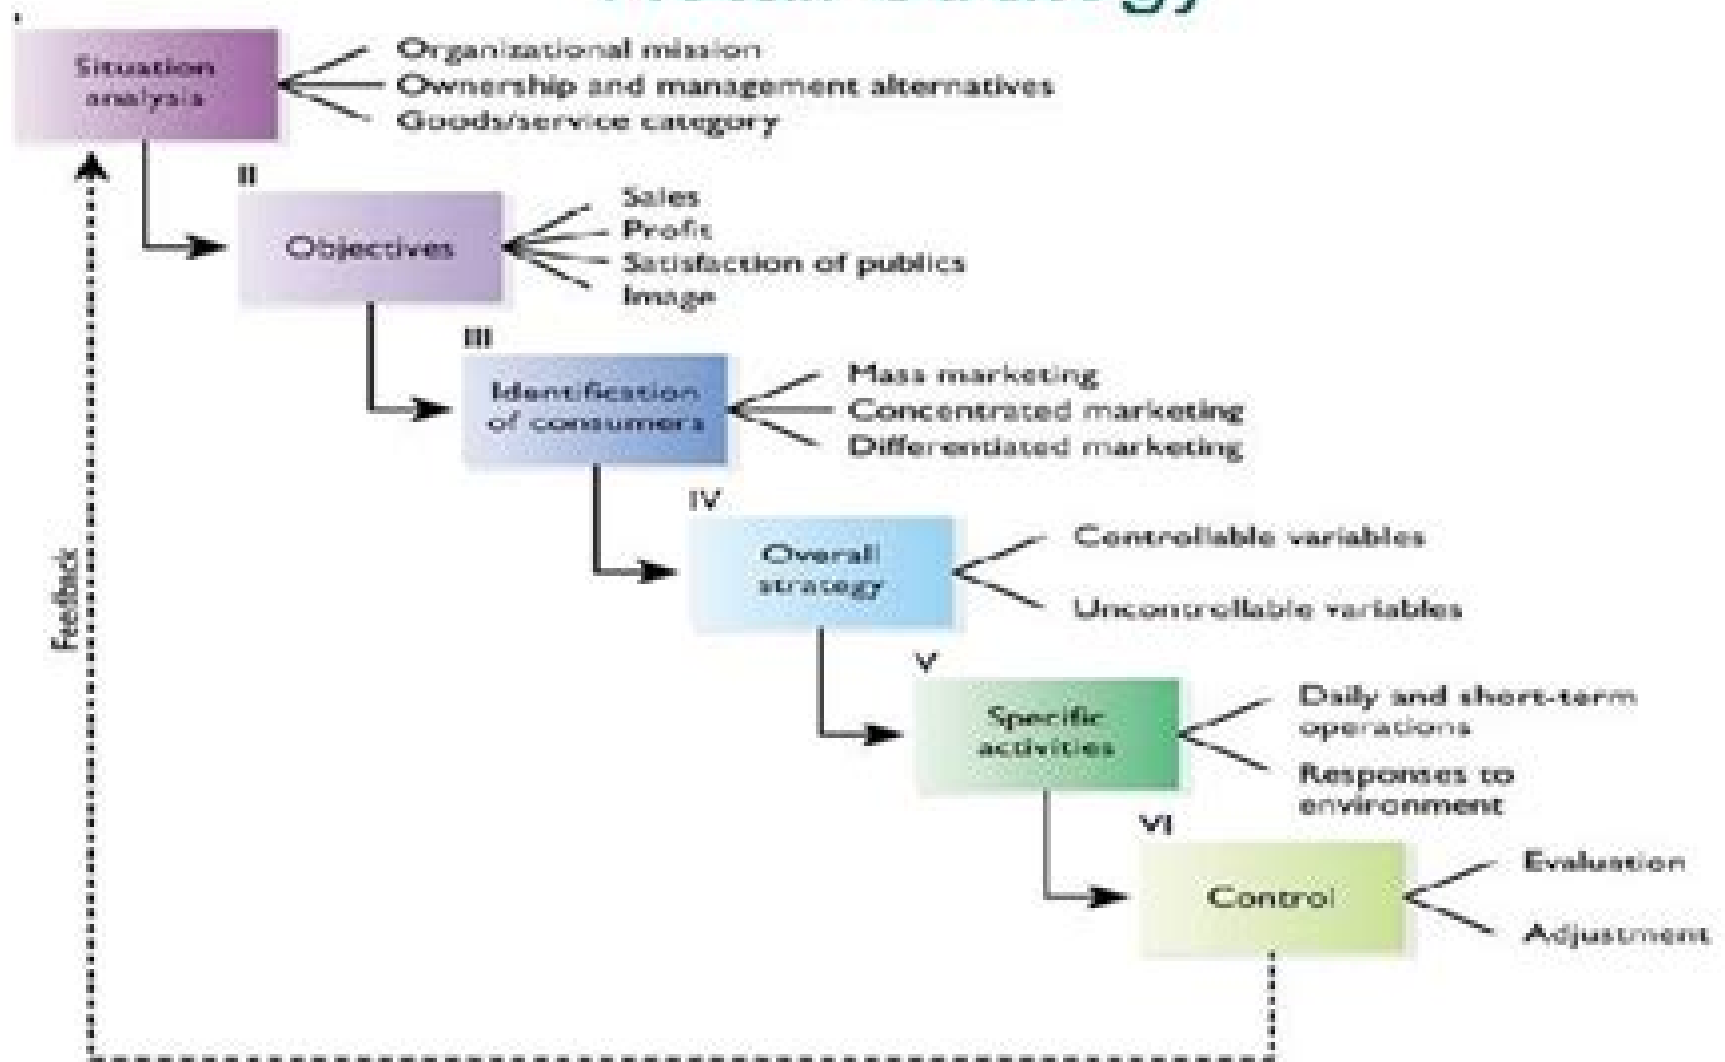 Situation
analysis
Organizational mission
Ownership and management alternatives
Goods/service category
II
Objectives
Sales
Profit
Satisfaction of publics
Image
III
Identification
of consumers
Mass marketing
Concentrated marketing
Differentiated marketing
IV
Overall
strategy
Controllable variables
Uncontrollable variables
V
Specific
activities
Daily and short-term
operations
Responses to
environment
VI
Control
Evaluation
Adjustment
Feedback